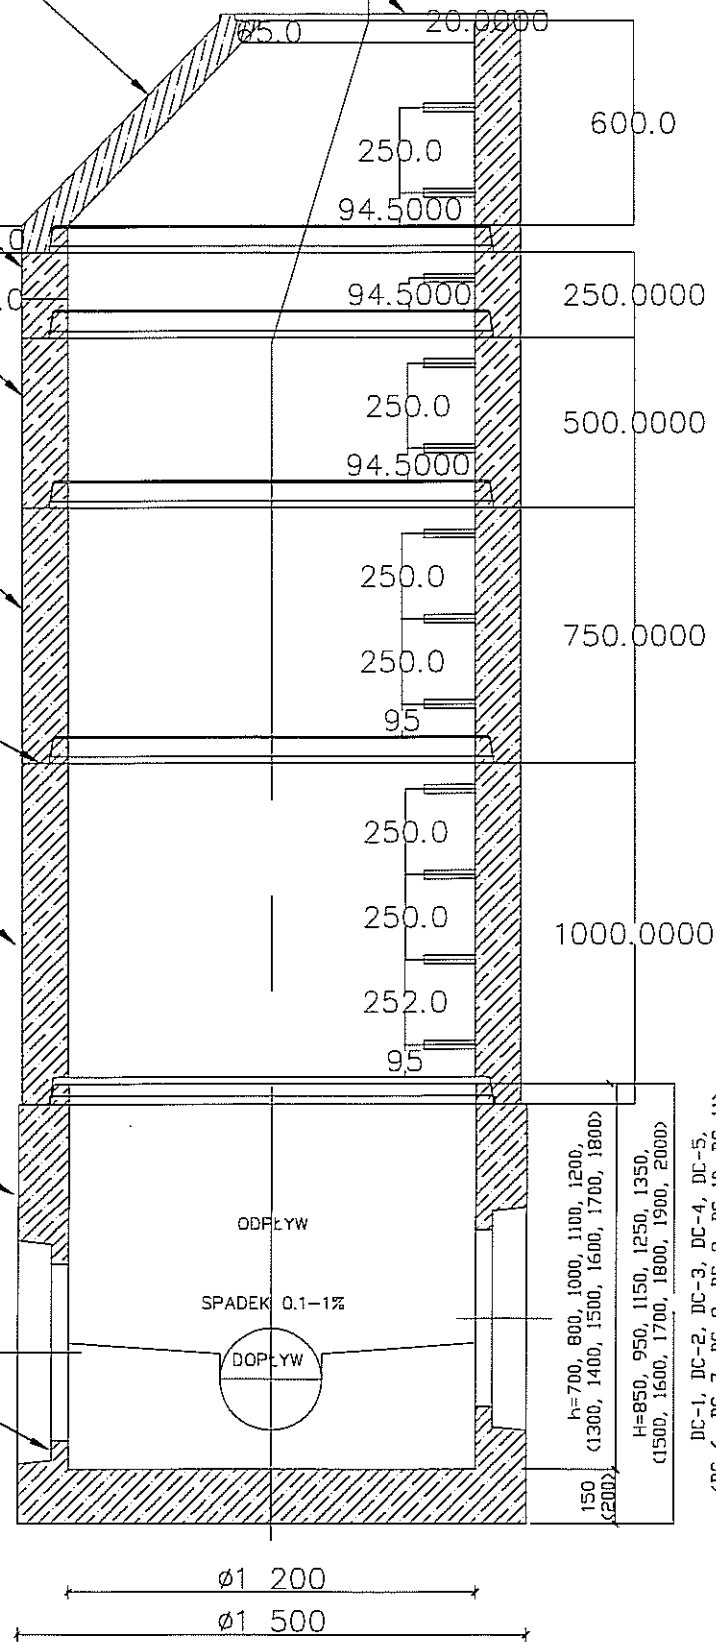 65.0
20.0000
600.0
250.0
94.5000
94.5000
250.0000
250.0
500.0000
94.5000
250.0
750.0000
250.0
95
250.0
250.0
1000.0000
252.0
95
ODPŁYW
SPADEK 0.1-1%
DOPŁYW
h=700, 800, 1000, 1100, 1200,
(1300, 1400, 1500, 1600, 1700, 1800)
150
(200)
H=850, 950, 1150, 1250, 1350,
(1500, 1600, 1700, 1800, 1900, 2000)
DC-1, DC-2, DC-3, DC-4, DC-5,
ø1 200
ø1 500